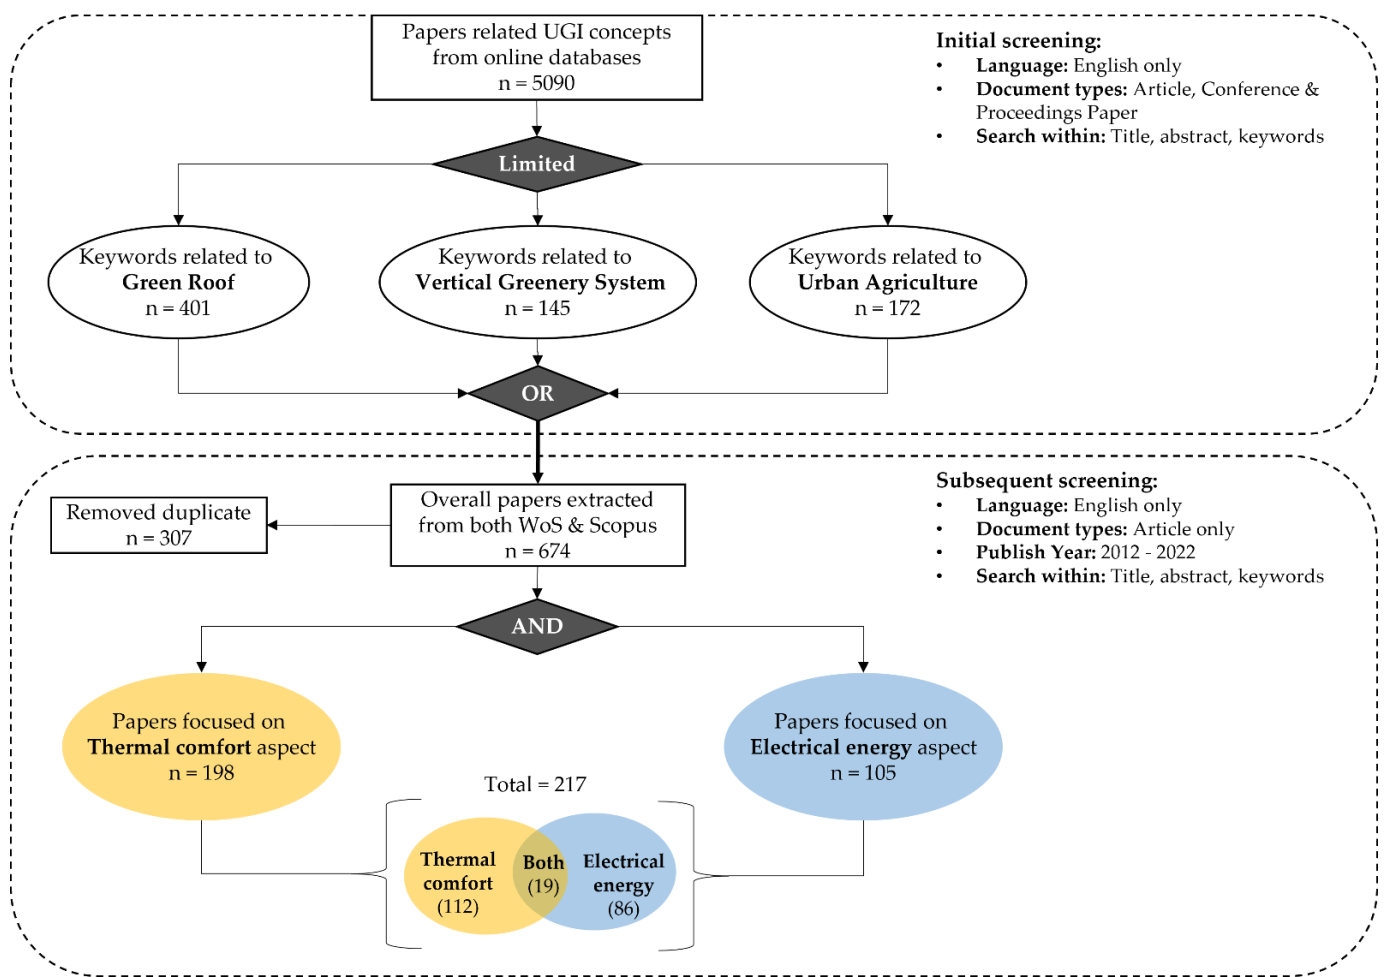 Papers related UGI concepts
from online databases
n = 5090
Initial screening:
• Language: English only
• Document types: Article, Conference &
Proceedings Paper
• Search within: Title, abstract, keywords
Limited
Keywords related to
Green Roof
n = 401
Keywords related to
Vertical Greenery System
n = 145
Keywords related to
Urban Agriculture
n = 172
OR
Subsequent screening:
• Language: English only
• Document types: Article only
• Publish Year: 2012 - 2022
• Search within: Title, abstract, keywords
Removed duplicate
n = 307
Overall papers extracted
from both WoS & Scopus
n = 674
AND
Papers focused on
Thermal comfort aspect
n = 198
Papers focused on
Electrical energy aspect
n = 105
Total = 217
Thermal
comfort
(112)
Both
(19)
Electrical
energy
(86)